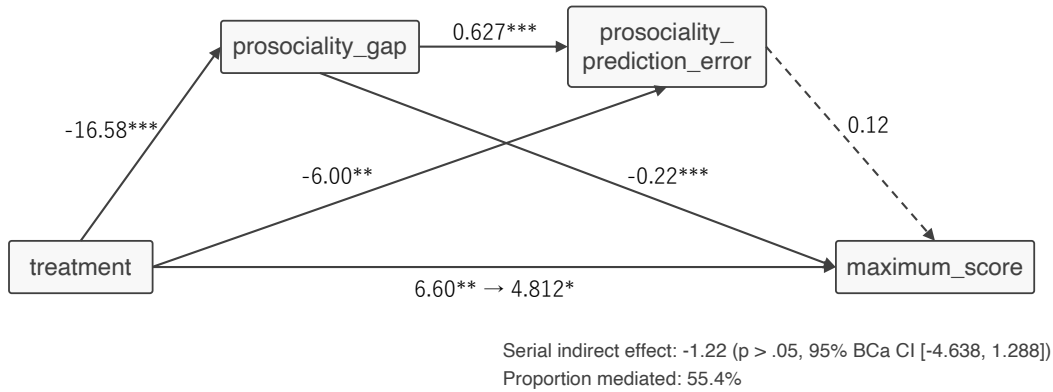 prosociality_gap
0.627***
prosociality_
prediction_error
-16.58***
0.12
-6.00**
-0.22***
treatment
maximum_score
6.60** → 4.812*
Serial indirect effect: -1.22 (p > .05, 95% BCa CI [-4.638, 1.288])
Proportion mediated: 55.4%